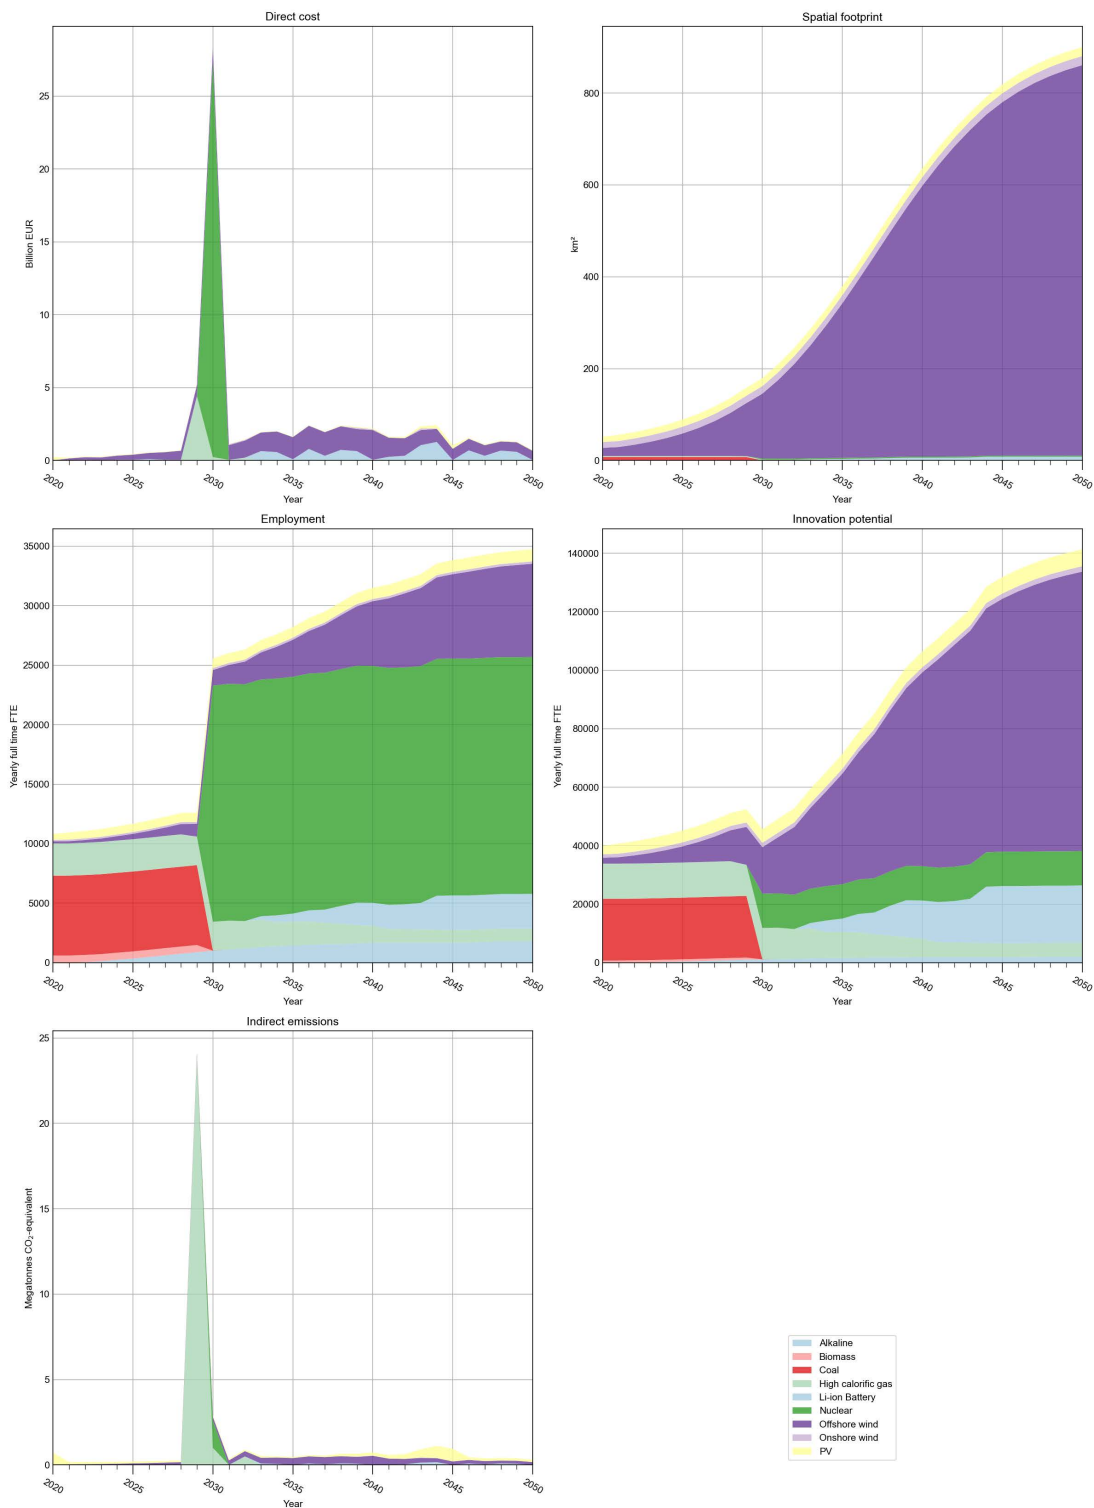 Direct cost
Billion EUR
25
20
15
10
5
0
2020 2025 2030 2035 2040 2045 2050
Year
Spatial footprint
km²
800
600
400
200
0
2020 2025 2030 2035 2040 2045 2050
Year
Employment
Yearly full time FTE
35000
30000
25000
20000
15000
10000
5000
0
2020 2025 2030 2035 2040 2045 2050
Year
Innovation potential
Yearly full time FTE
140000
120000
100000
80000
60000
40000
20000
0
2020 2025 2030 2035 2040 2045 2050
Year
Indirect emissions
Megatonnes CO₂-equivalent
25
20
15
10
5
0
2020 2025 2030 2035 2040 2045 2050
Year
Alkaline
Biomass
Coal
High calorific gas
Li-ion Battery
Nuclear
Offshore wind
Onshore wind
PV